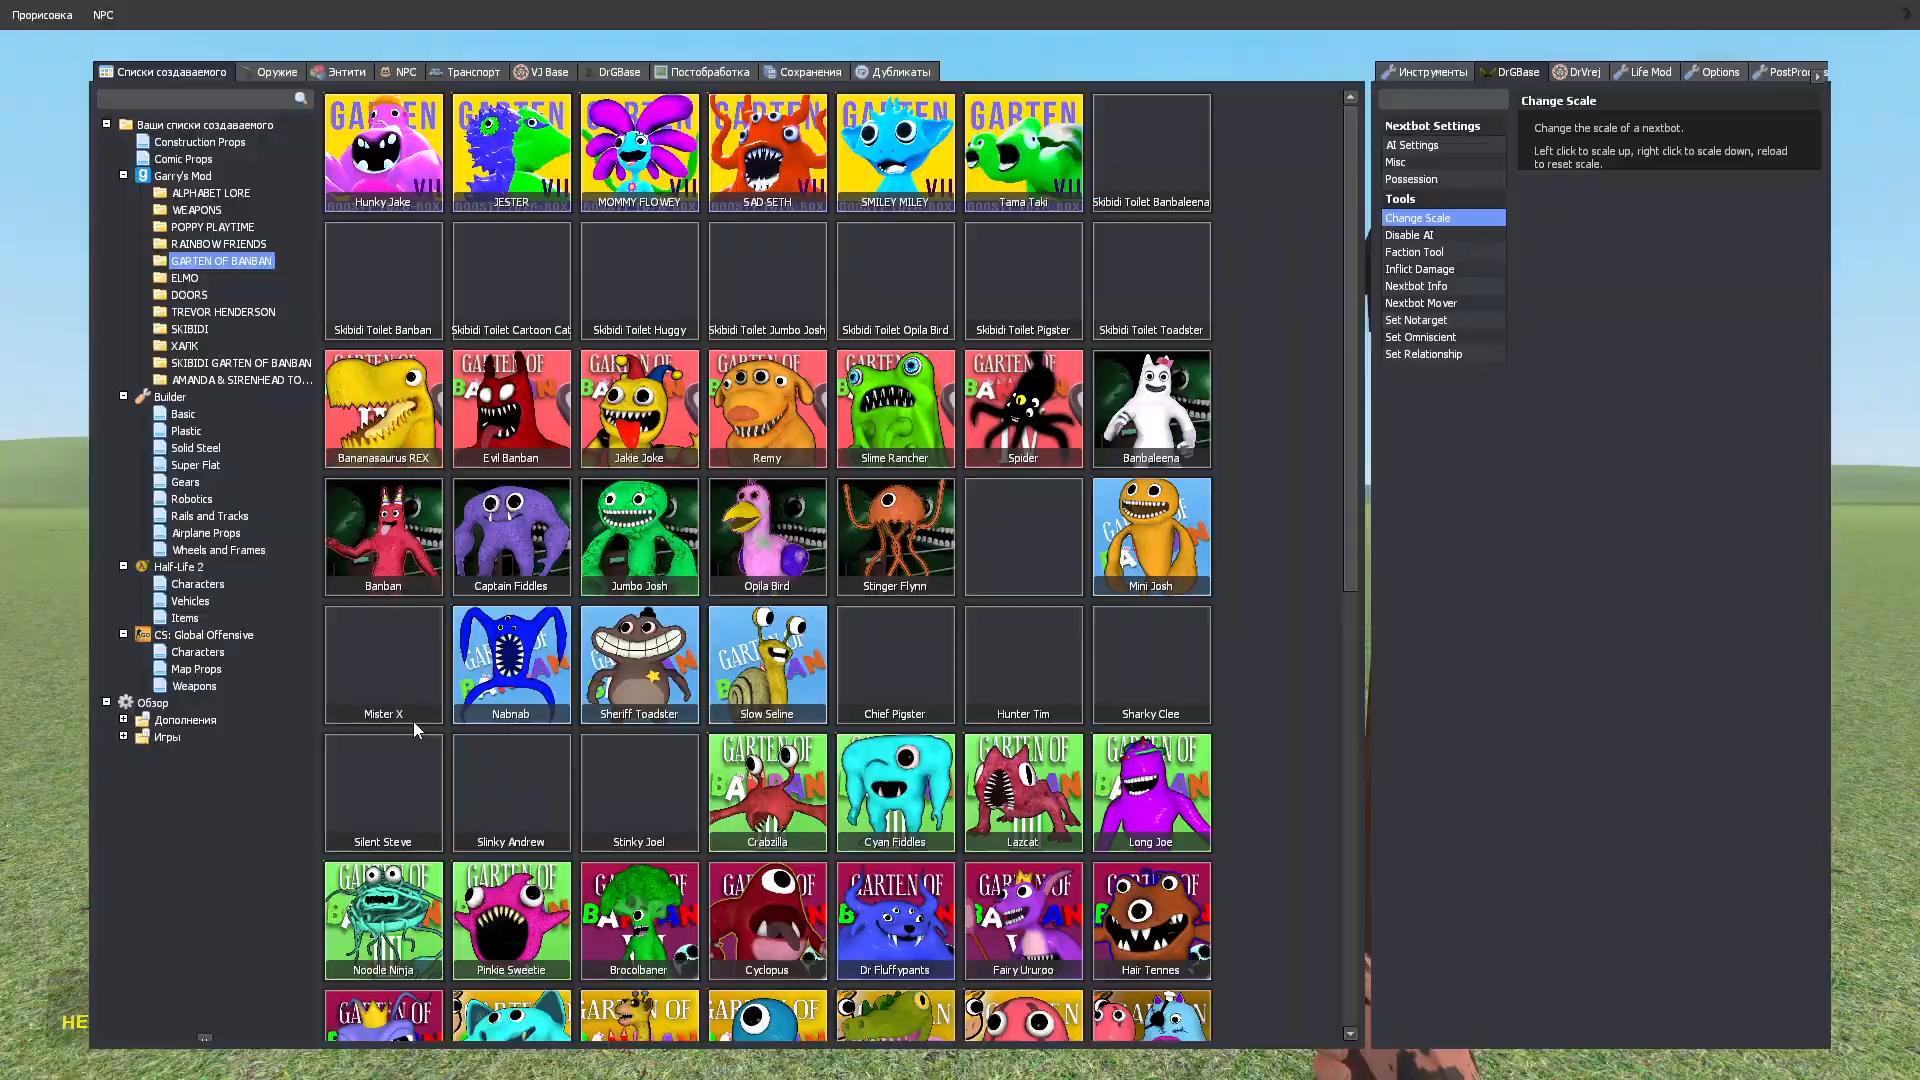 Прорисовка NPC
Списки создаваемого Оружие Энтити NPC Транспорт VJ Base DrGBase Постобработка Сохранения Дубликаты
Ваши списки создаваемого
Construction Props
Comic Props
Garry's Mod
ALPHABET LORE
WEAPONS
POPPY PLAYTIME
RAINBOW FRIENDS
GARTEN OF BANBAN
ELMO
DOORS
TREVOR HENDERSON
SKIBIDI
ХАЛК
SKIBIDI GARTEN OF BANBAN
AMANDA & SIRENHEAD TO...
Builder
Basic
Plastic
Solid Steel
Super Flat
Gears
Robotics
Rails and Tracks
Airplane Props
Wheels and Frames
Half-Life 2
Characters
Vehicles
Items
CS: Global Offensive
Characters
Map Props
Weapons
Обзор
Дополнения
Игры
Hunky Jake JESTER MOMMY FLOWEY SAD SETH SMILEY MILEY Tama Taki Skibidi Toilet Banbaleena
Skibidi Toilet Banban Skibidi Toilet Cartoon Cat Skibidi Toilet Huggy Skibidi Toilet Jumbo Josh Skibidi Toilet Opila Bird Skibidi Toilet Pigster Skibidi Toilet Toadster
Bananasaurus REX Evil Banban Jakie Joke Remy Slime Rancher Spider Banbaleena
Banban Captain Fiddles Jumbo Josh Opila Bird Stinger Flynn Mini Josh
Mister X Nabnab Sheriff Toadster Slow Seline Chief Pigster Hunter Tim Sharky Clee
Silent Steve Slinky Andrew Stinky Joel Crabzilla Cyan Fiddles Lazcat Long Joe
Noodle Ninja Pinkie Sweetie Brocolbaner Cyclopus Dr Fluffypants Fairy Ururoo Hair Tennes
НЕ
Инструменты DrGBase DrVrej Life Mod Options
Nextbot Settings
AI Settings
Misc
Possession
Tools
Change Scale
Disable AI
Faction Tool
Inflict Damage
Nextbot Info
Nextbot Mover
Set Notarget
Set Omniscient
Set Relationship
Change Scale
Change the scale of a nextbot.
Left click to scale up, right click to scale down, reload
to reset scale.